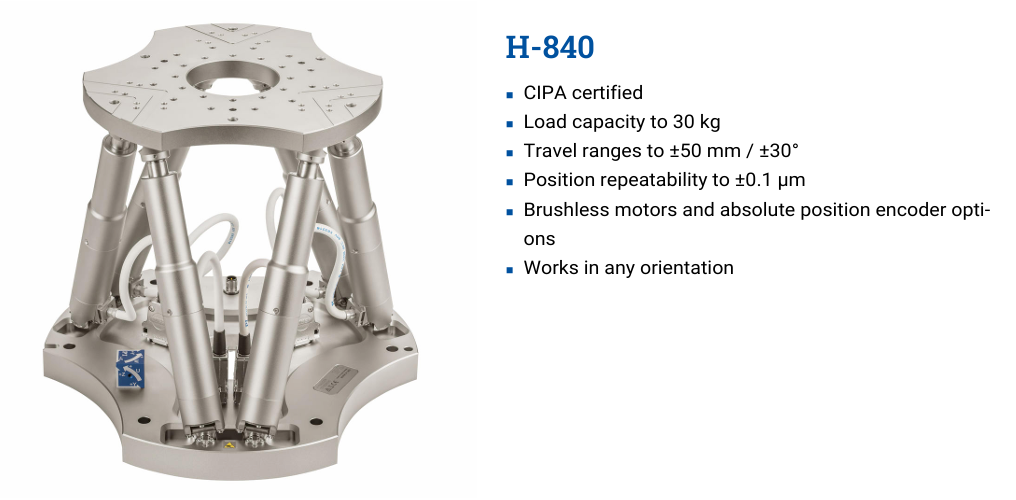 H-840
CIPA certified
Load capacity to 30 kg
Travel ranges to ±50 mm / ±30°
Position repeatability to ±0.1 µm
Brushless motors and absolute position encoder opti-
ons
Works in any orientation